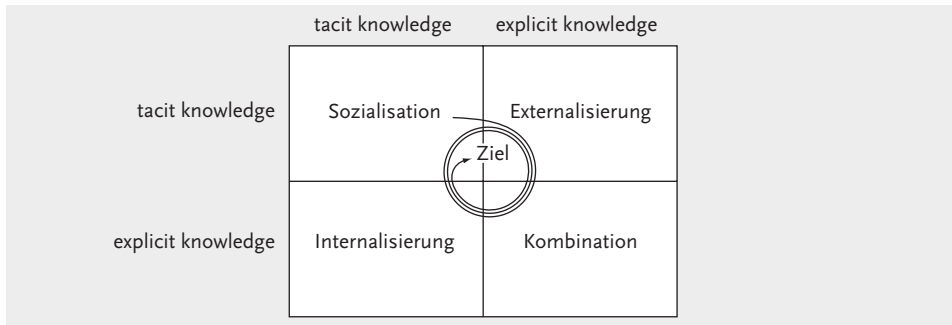 tacit knowledge explicit knowledge
tacit knowledge Sozialisation Externalisierung
Ziel
explicit knowledge Internalisierung Kombination